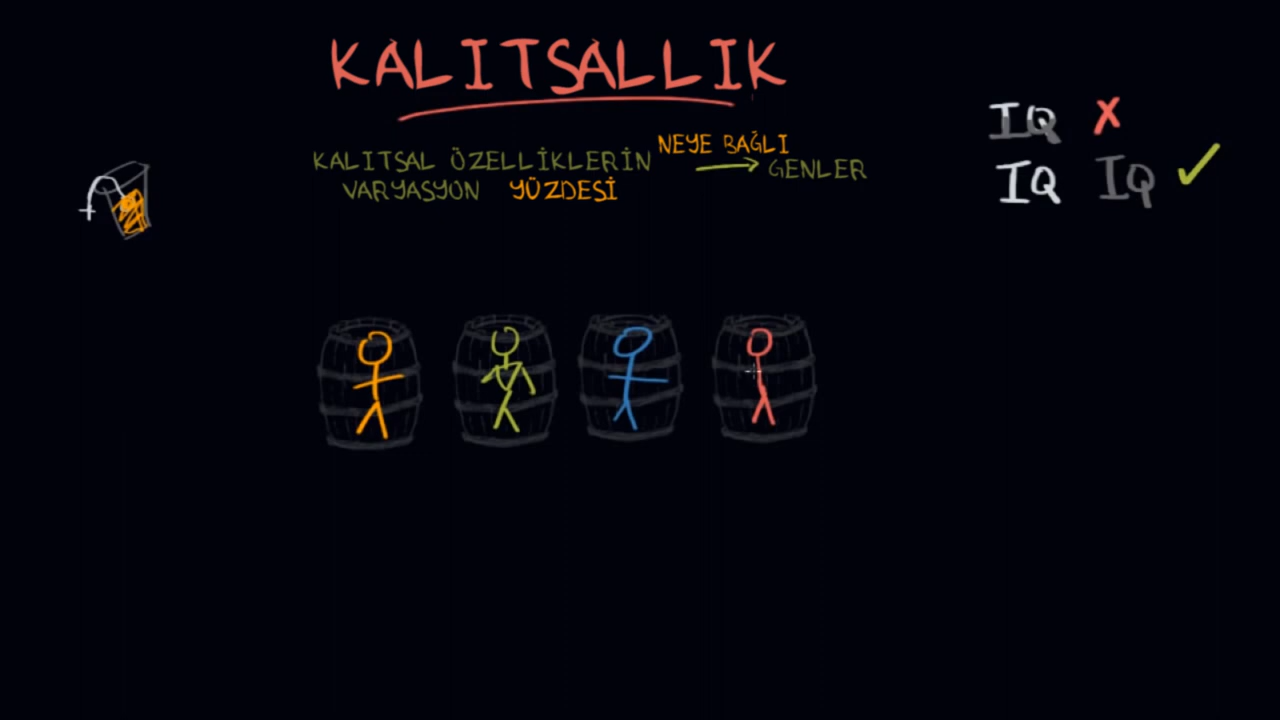 KALITSALLIK
KALITSAL ÖZELLİKLERİN NEYE BAĞLI
VARYASYON YÜZDESİ GENLER
IQ X
IQ IQ